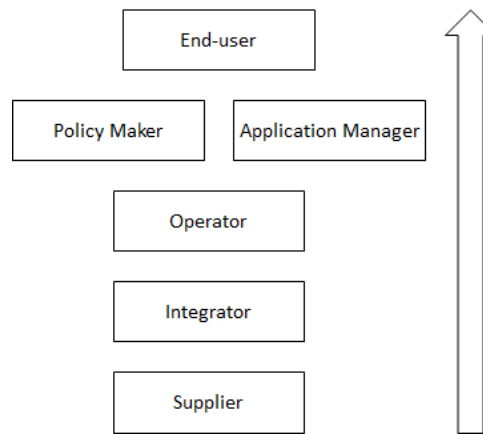 End-user
Policy Maker
Application Manager
Operator
Integrator
Supplier